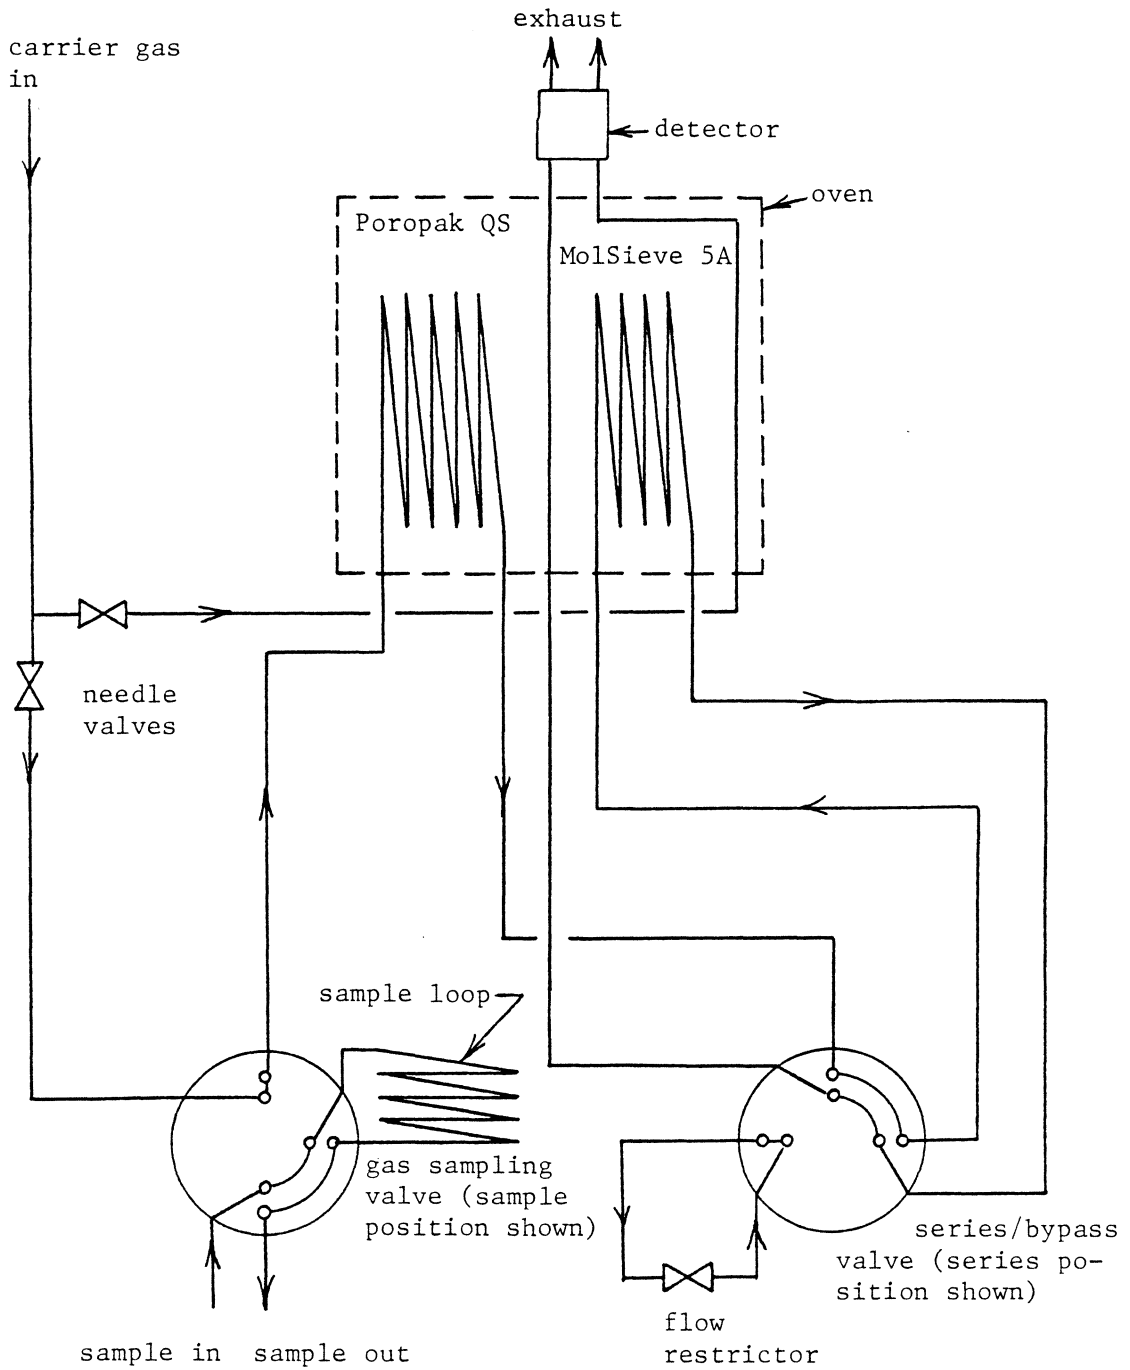 exhaust
carrier gas
in
detector
oven
Poropak QS
MolSieve 5A
needle
valves
sample loop
gas sampling
valve (sample
position shown)
series/bypass
valve (series po-
sition shown)
flow
restrictor
sample in sample out